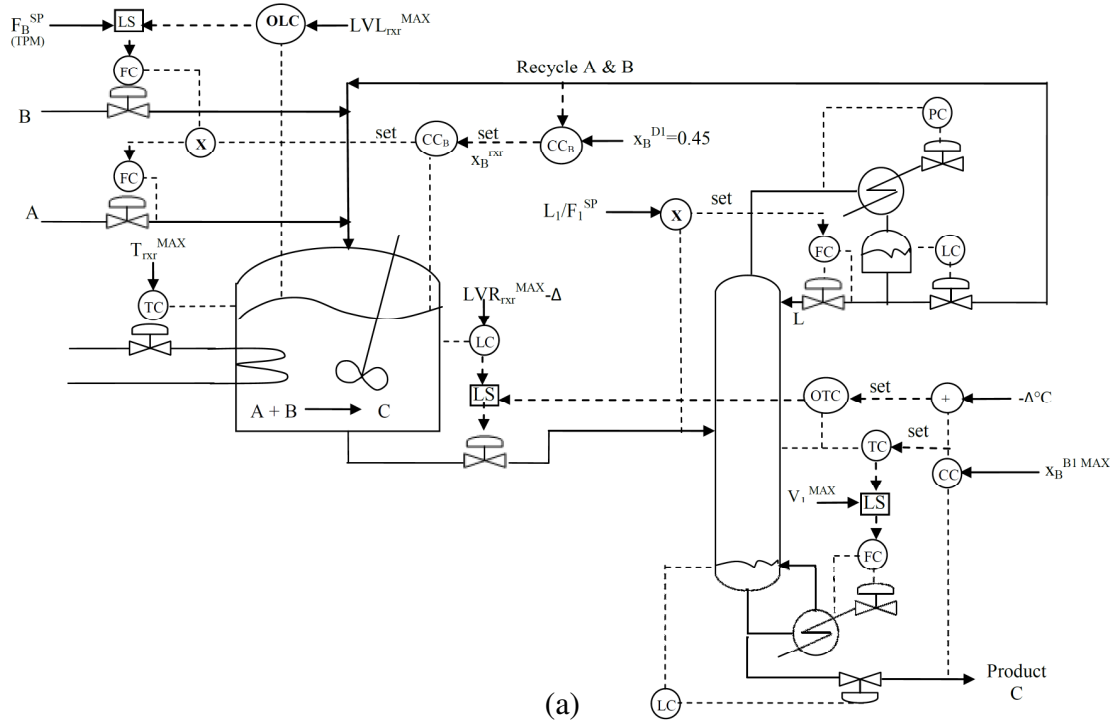 F_B^SP
(TPM)
LS
OLC
LVL_rxr^MAX
FC
B
X
set
CC_B
set
x_B^rxr
CC_B
x_B^D1=0.45
Recycle A & B
PC
FC
A
L_1/F_1^SP
X
set
FC
LC
L
T_rxr^MAX
TC
LVR_rxr^MAX-Δ
LC
LS
A + B
C
OTC
set
+
-Δ°C
TC
set
CC
x_B^B1 MAX
V_1^MAX
LS
FC
LC
Product
C
(a)